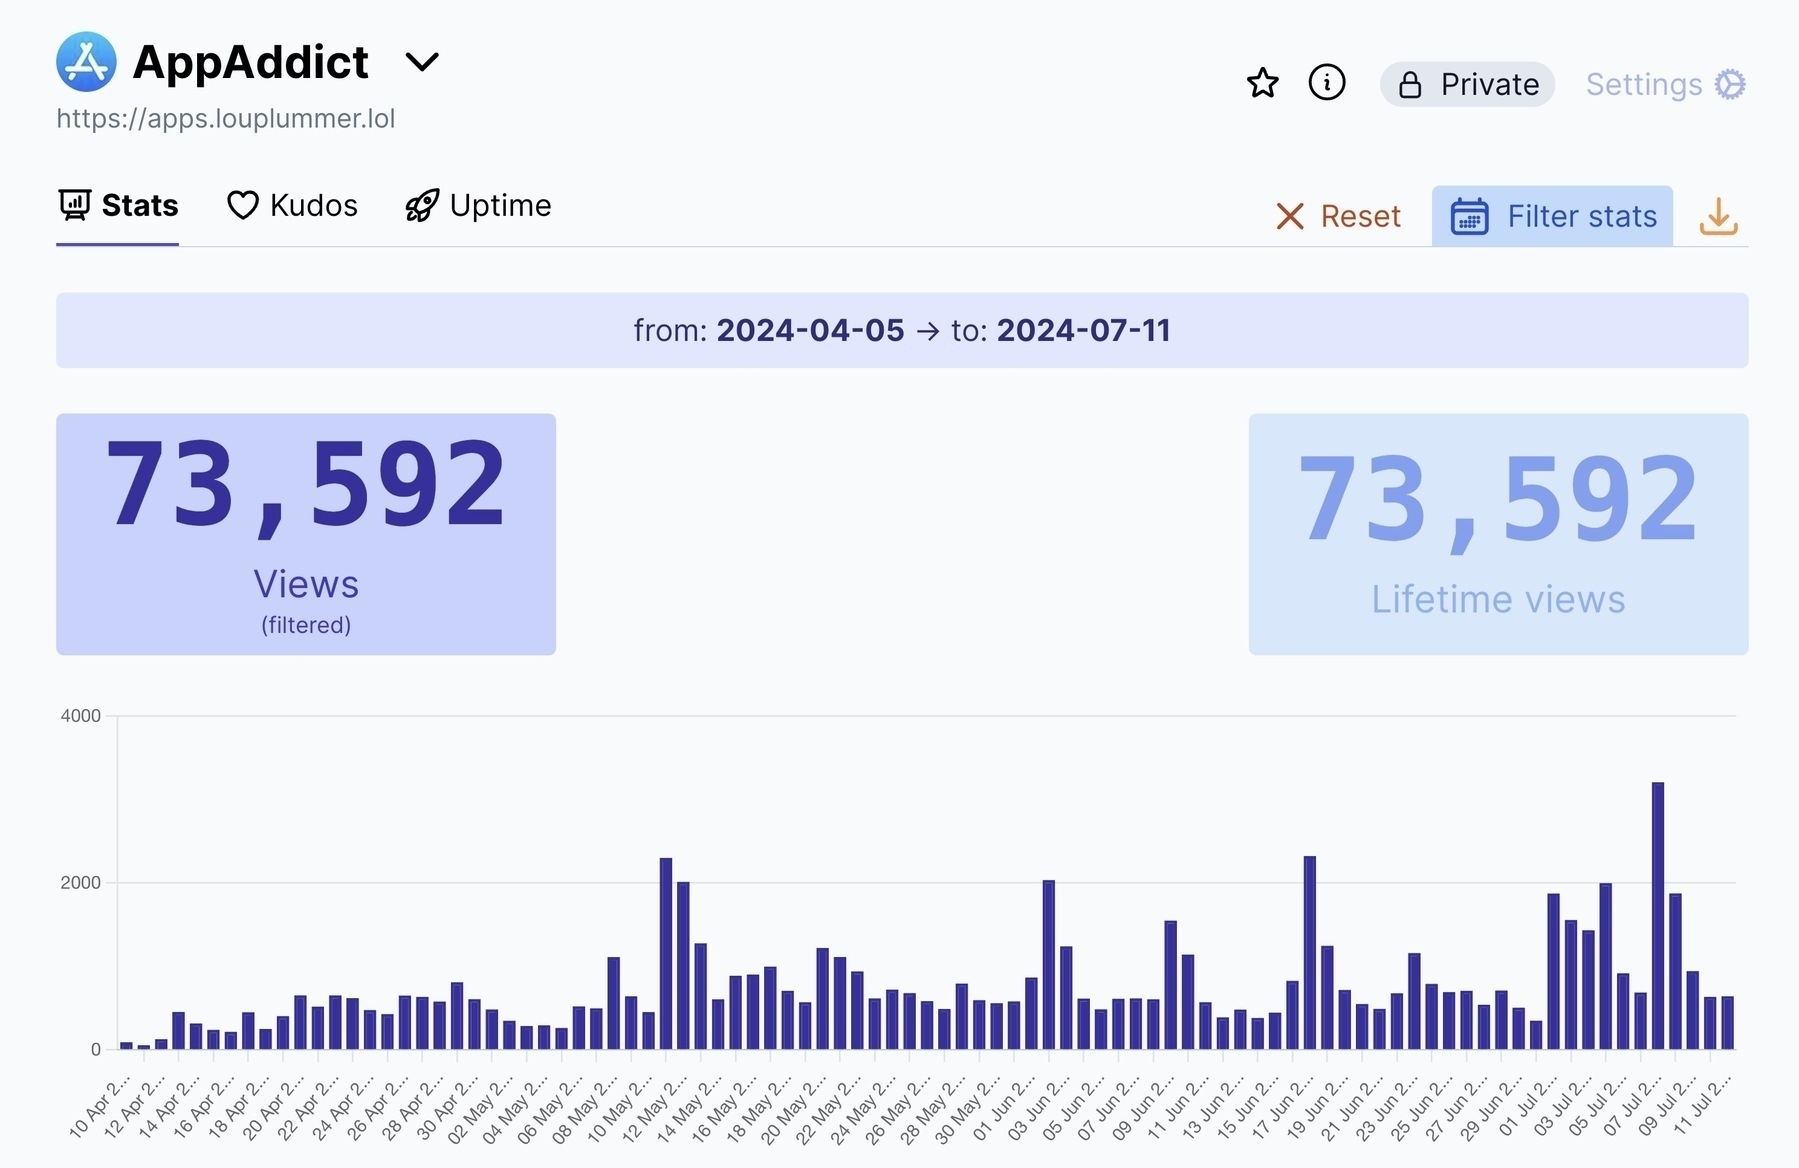 AppAddict
https://apps.louplummer.lol
Private
Settings
Stats
Kudos
Uptime
Reset
Filter stats
from: 2024-04-05 → to: 2024-07-11
73,592
Views
(filtered)
73,592
Lifetime views
4000
2000
0
10 Apr 2...
12 Apr 2...
14 Apr 2...
16 Apr 2...
18 Apr 2...
20 Apr 2...
22 Apr 2...
24 Apr 2...
26 Apr 2...
28 Apr 2...
30 Apr 2...
02 May 2...
04 May 2...
06 May 2...
08 May 2...
10 May 2...
12 May 2...
14 May 2...
16 May 2...
18 May 2...
20 May 2...
22 May 2...
24 May 2...
26 May 2...
28 May 2...
30 May 2...
01 Jun 2...
03 Jun 2...
05 Jun 2...
07 Jun 2...
09 Jun 2...
11 Jun 2...
13 Jun 2...
15 Jun 2...
17 Jun 2...
19 Jun 2...
21 Jun 2...
23 Jun 2...
25 Jun 2...
27 Jun 2...
29 Jun 2...
01 Jul 2...
03 Jul 2...
05 Jul 2...
07 Jul 2...
09 Jul 2...
11 Jul 2...